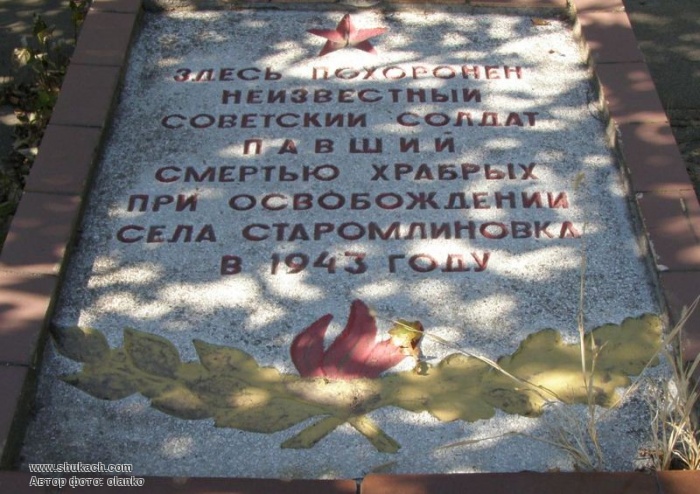 ЗДЕСЬ ПОХОРОНЕН
НЕИЗВЕСТНЫЙ
СОВЕТСКИЙ СОЛДАТ
ПАВШИЙ
СМЕРТЬЮ ХРАБРЫХ
ПРИ ОСВОБОЖДЕНИИ
СЕЛА СТАРОМЛИНОВКА
В 1943 ГОДУ
www.shukach.com
Автор фото: olanko